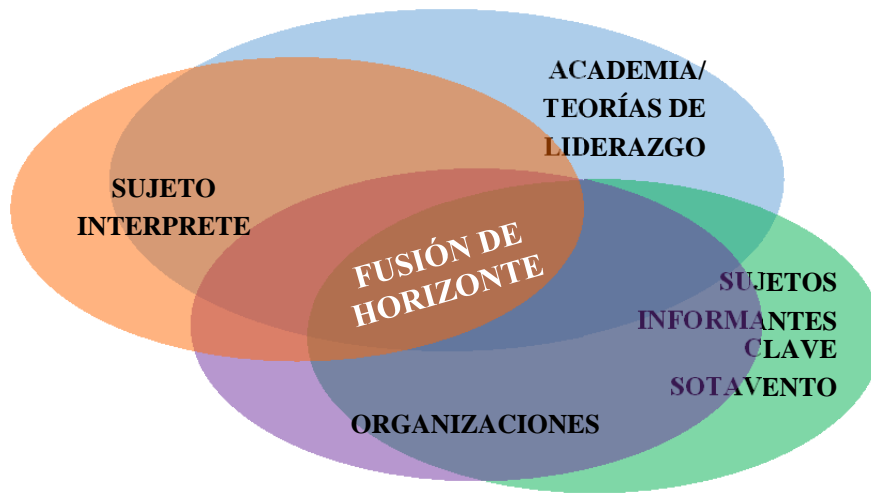 ACADEMIA/
TEORÍAS DE
LIDERAZGO
SUJETO
INTERPRETE
FUSIÓN DE
HORIZONTE
SUJETOS
INFORMANTES
CLAVE
SOTAVENTO
ORGANIZACIONES